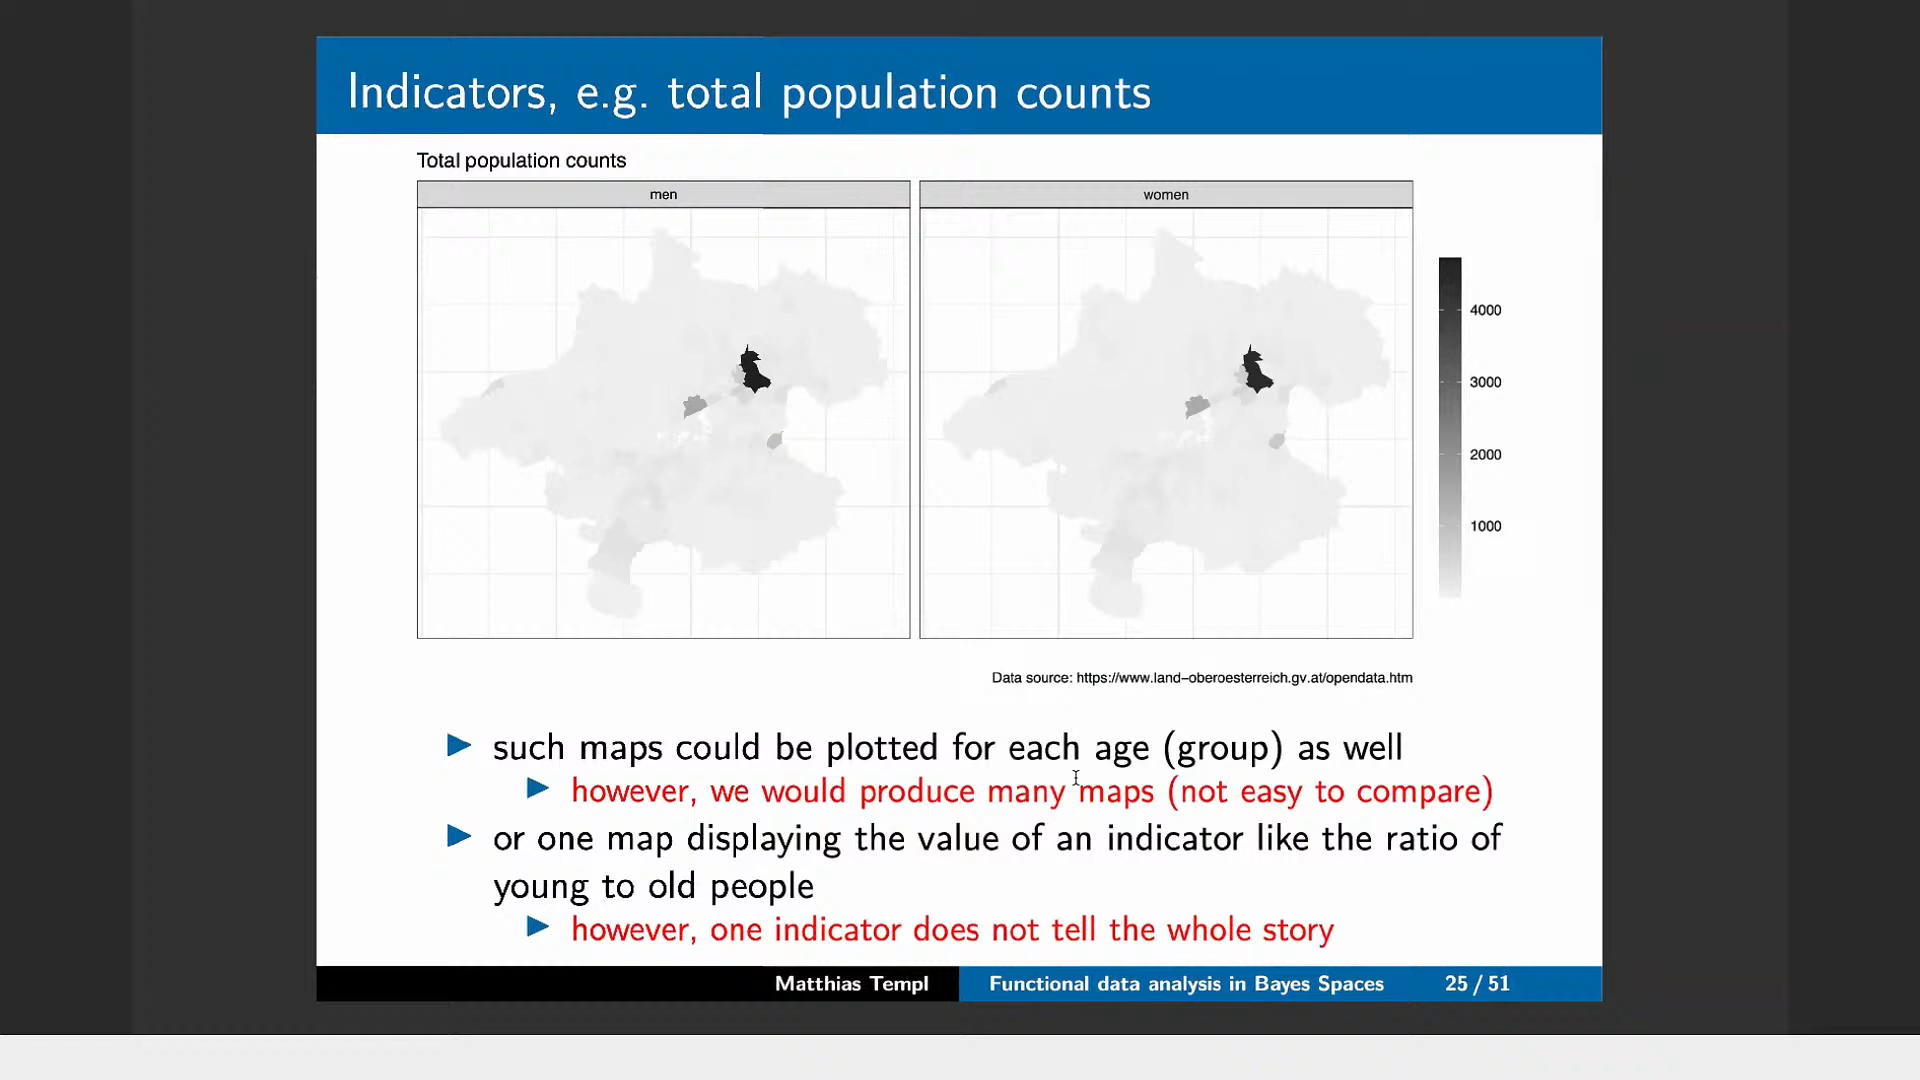 Indicators, e.g. total population counts
Total population counts
men
women
4000
3000
2000
1000
Data source: https://www.land−oberoesterreich.gv.at/opendata.htm
such maps could be plotted for each age (group) as well
however, we would produce many maps (not easy to compare)
or one map displaying the value of an indicator like the ratio of
young to old people
however, one indicator does not tell the whole story
Matthias Templ
Functional data analysis in Bayes Spaces
25 / 51